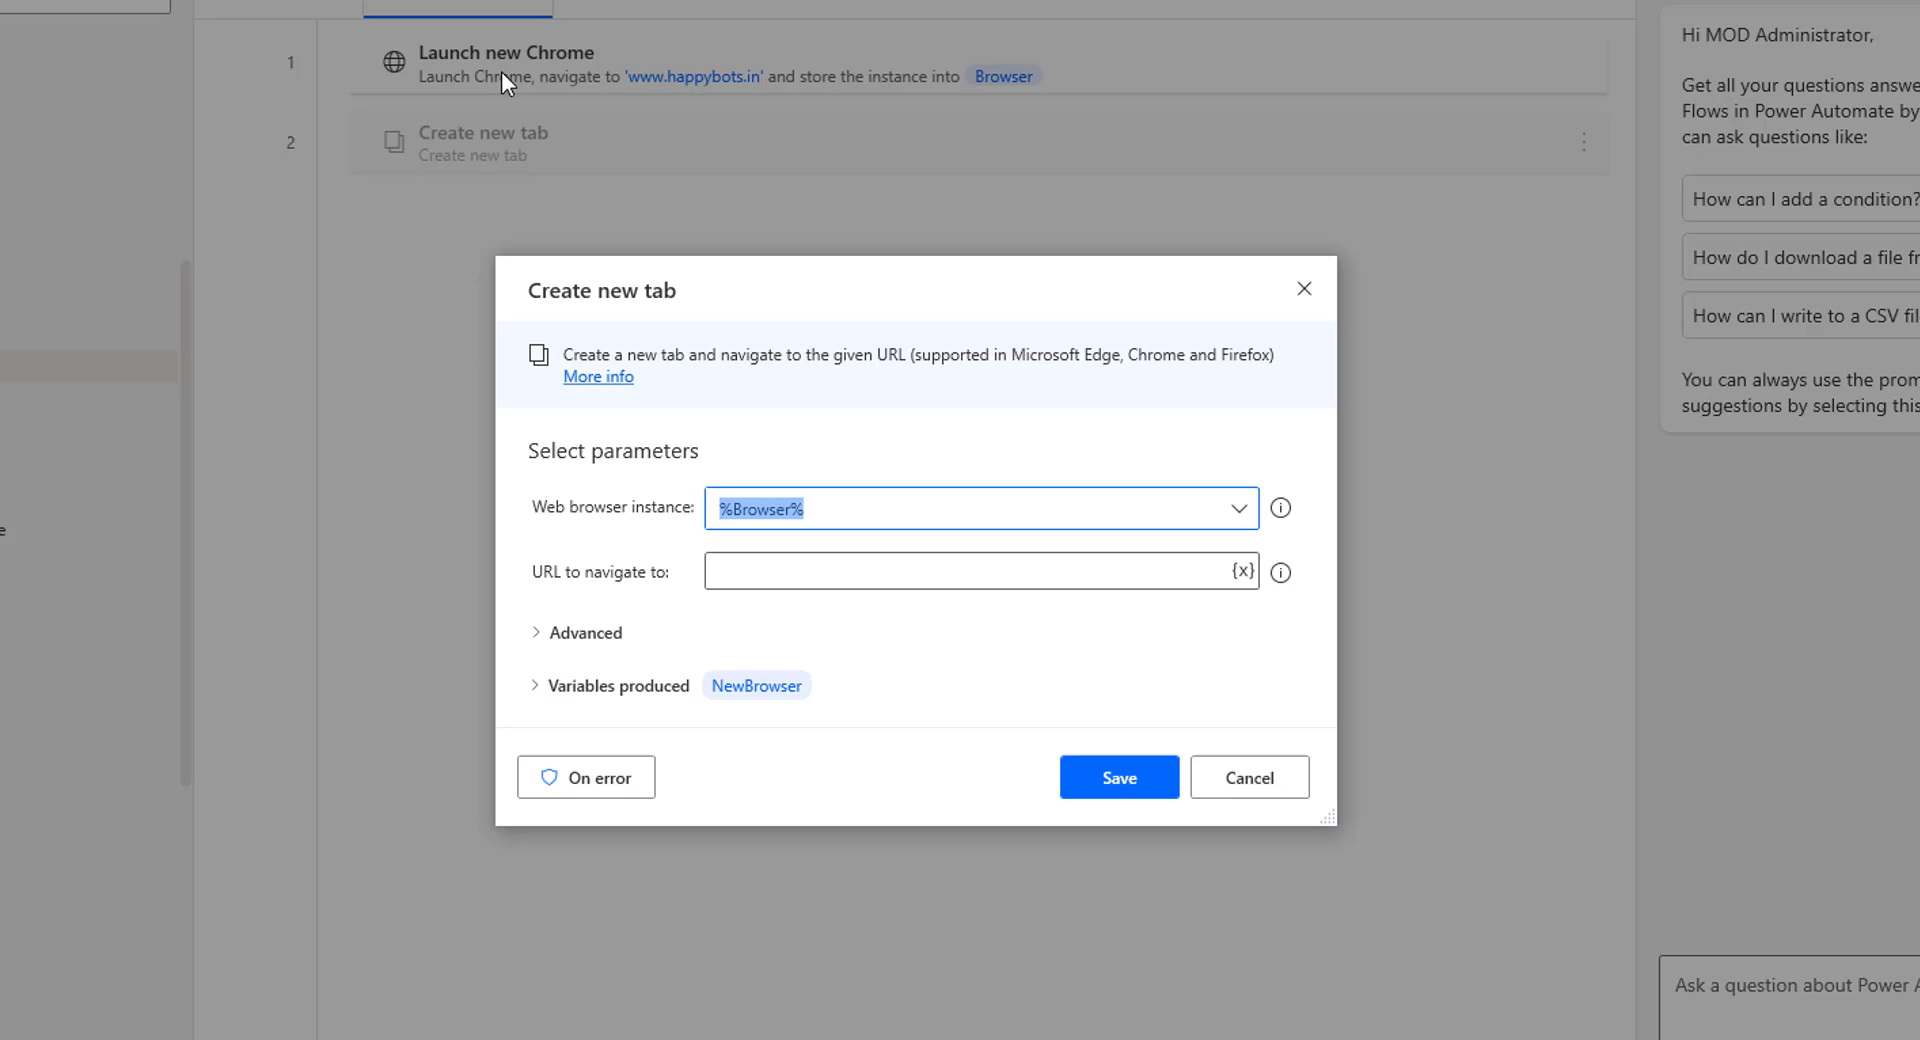 1
Launch new Chrome
Launch Chrome, navigate to 'www.happybots.in' and store the instance into Browser
2
Create new tab
Create new tab
Create new tab
Create a new tab and navigate to the given URL (supported in Microsoft Edge, Chrome and Firefox)
More info
Select parameters
Web browser instance: %Browser%
URL to navigate to: {x}
Advanced
Variables produced NewBrowser
On error
Save
Cancel
e
Hi MOD Administrator,
Get all your questions answe
Flows in Power Automate by
can ask questions like:
How can I add a condition?
How do I download a file fr
How can I write to a CSV fil
You can always use the prom
suggestions by selecting this
Ask a question about Power A